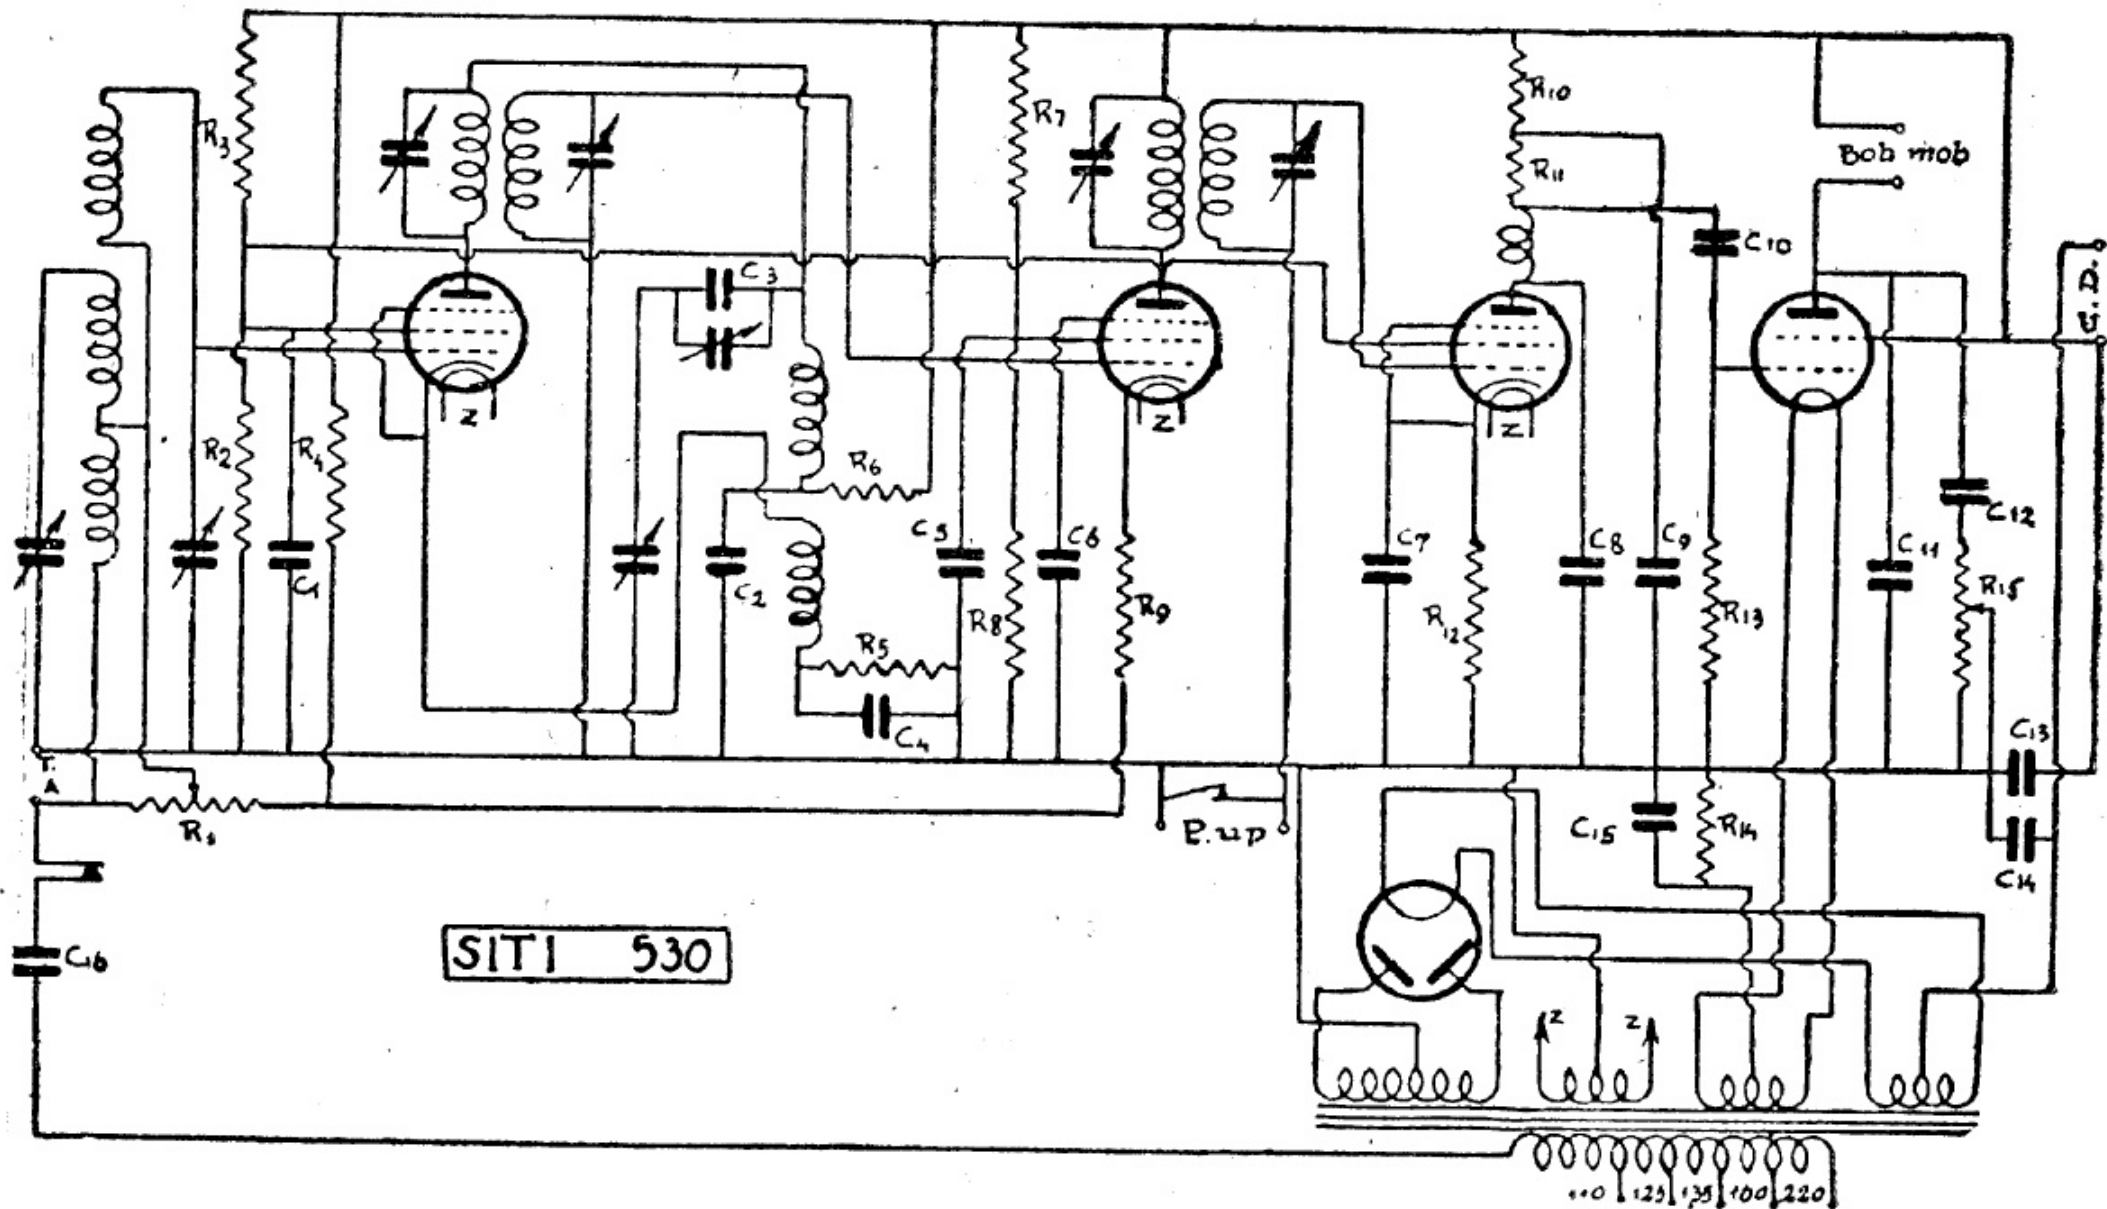 R10
R7
R3
R11
Bob mob
C10
C3
E.D.
Z
Z
Z
R2
R4
R6
C5
C6
C7
C8
C9
C11
C12
C1
C2
R8
R9
R12
R13
R15
R5
C4
C13
T.
A
R1
P.up
C15
R14
C14
SITI 530
C16
Z Z
110 125 135 160 220